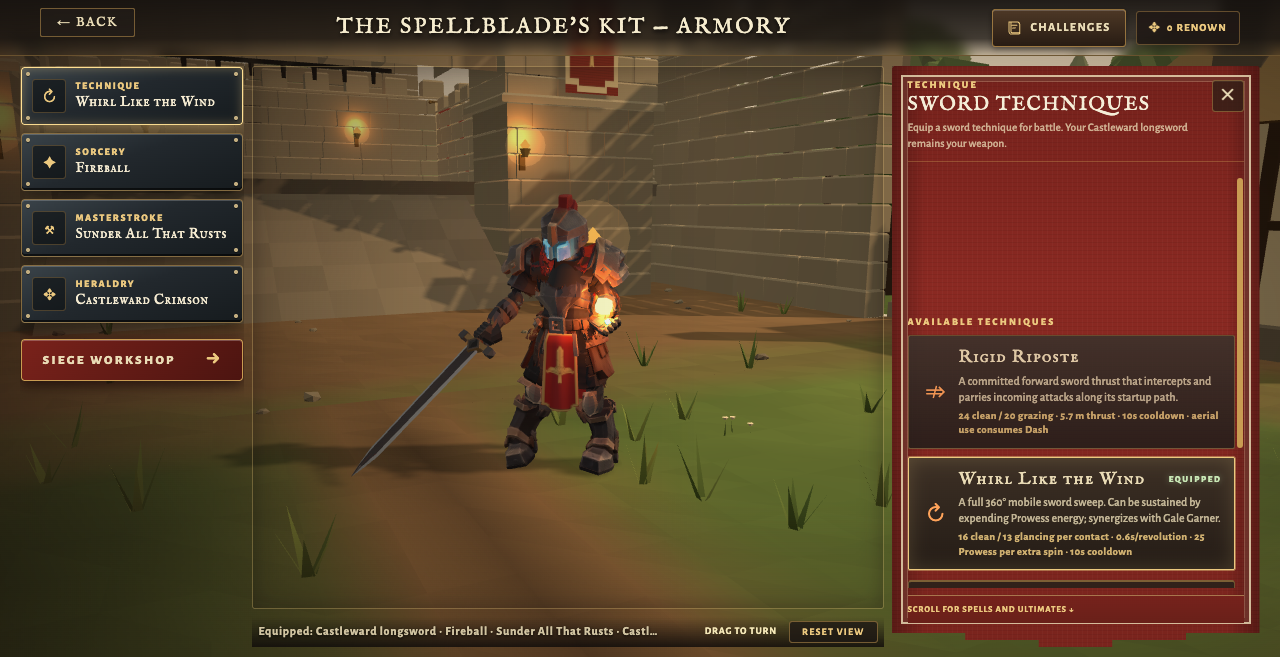 ← BACK
THE SPELLBLADE'S KIT – ARMORY
CHALLENGES
0 RENOWN
TECHNIQUE
WHIRL LIKE THE WIND
SORCERY
FIREBALL
MASTERSTROKE
SUNDER ALL THAT RUSTS
HERALDRY
CASTLEWARD CRIMSON
SIEGE WORKSHOP →
Equipped: Castleward longsword · Fireball · Sunder All That Rusts · Castl...
DRAG TO TURN
RESET VIEW
TECHNIQUE
SWORD TECHNIQUES
Equip a sword technique for battle. Your Castleward longsword
remains your weapon.
AVAILABLE TECHNIQUES
RIGID RIPOSTE
A committed forward sword thrust that intercepts and
parries incoming attacks along its startup path.
24 clean / 20 grazing · 5.7 m thrust · 10s cooldown · aerial
use consumes Dash
WHIRL LIKE THE WIND
EQUIPPED
A full 360° mobile sword sweep. Can be sustained by
expending Prowess energy; synergizes with Gale Garner.
16 clean / 13 glancing per contact · 0.6s/revolution · 25
Prowess per extra spin · 10s cooldown
SCROLL FOR SPELLS AND ULTIMATES ↓